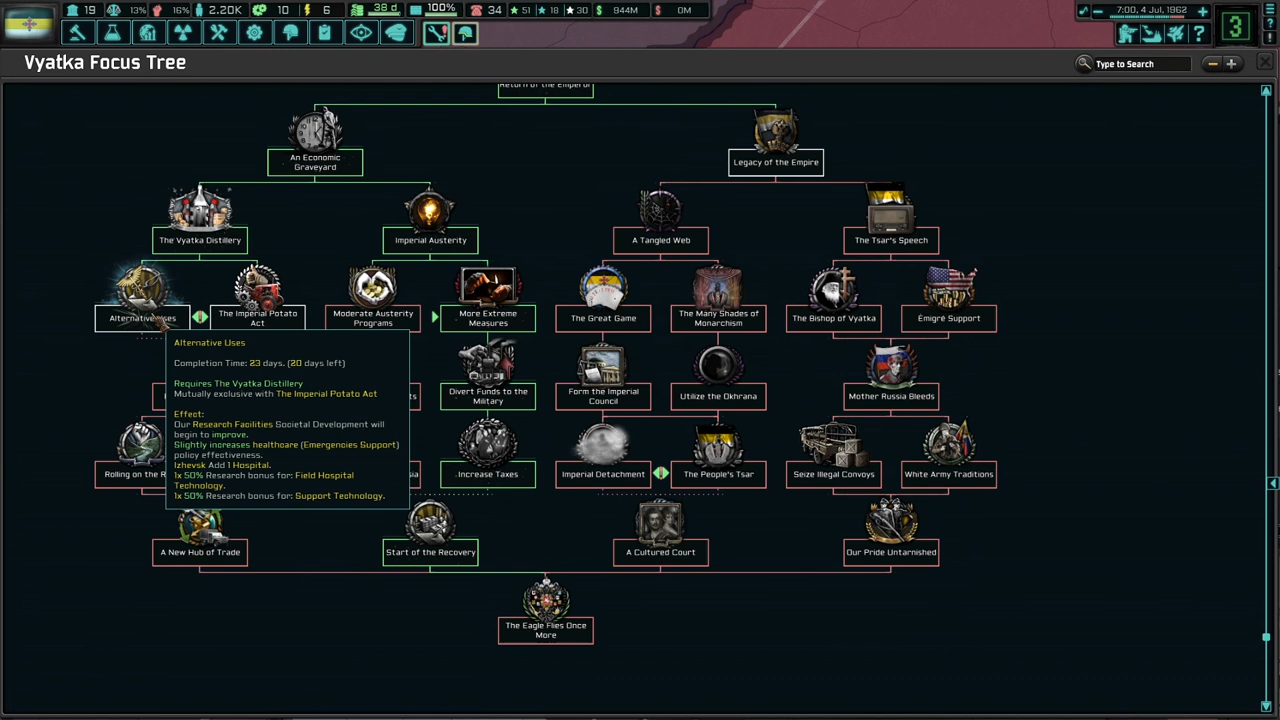 19 13% 16% 2.20K 10 6 38 d 100% 34 51 18 30 944M 0M
7:00, 4 Jul, 1962
3
Vyatka Focus Tree
Type to Search
Return of the Emperor
An Economic
Graveyard
Legacy of the Empire
The Vyatka Distillery
Imperial Austerity
A Tangled Web
The Tsar's Speech
Alternative Uses
The Imperial Potato
Act
Moderate Austerity
Programs
More Extreme
Measures
The Great Game
The Many Shades of
Monarchism
The Bishop of Vyatka
Émigré Support
Alternative Uses
Completion Time: 23 days. (20 days left)
Requires The Vyatka Distillery
Mutually exclusive with The Imperial Potato Act
Effect:
Our Research Facilities Societal Development will
begin to improve.
Slightly increases healthcare (Emergencies Support)
policy effectiveness.
Izhevsk Add 1 Hospital.
1x 50% Research bonus for: Field Hospital
Technology.
1x 50% Research bonus for: Support Technology.
Divert Funds to the
Military
Form the Imperial
Council
Utilize the Okhrana
Mother Russia Bleeds
Rolling on the R
Increase Taxes
Imperial Detachment
The People's Tsar
Seize Illegal Convoys
White Army Traditions
A New Hub of Trade
Start of the Recovery
A Cultured Court
Our Pride Untarnished
The Eagle Flies Once
More